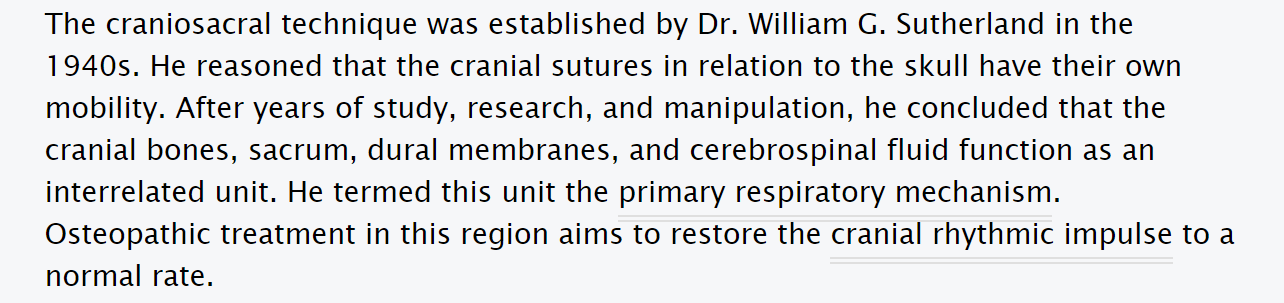 The craniosacral technique was established by Dr. William G. Sutherland in the
1940s. He reasoned that the cranial sutures in relation to the skull have their own
mobility. After years of study, research, and manipulation, he concluded that the
cranial bones, sacrum, dural membranes, and cerebrospinal fluid function as an
interrelated unit. He termed this unit the primary respiratory mechanism.
Osteopathic treatment in this region aims to restore the cranial rhythmic impulse to a
normal rate.